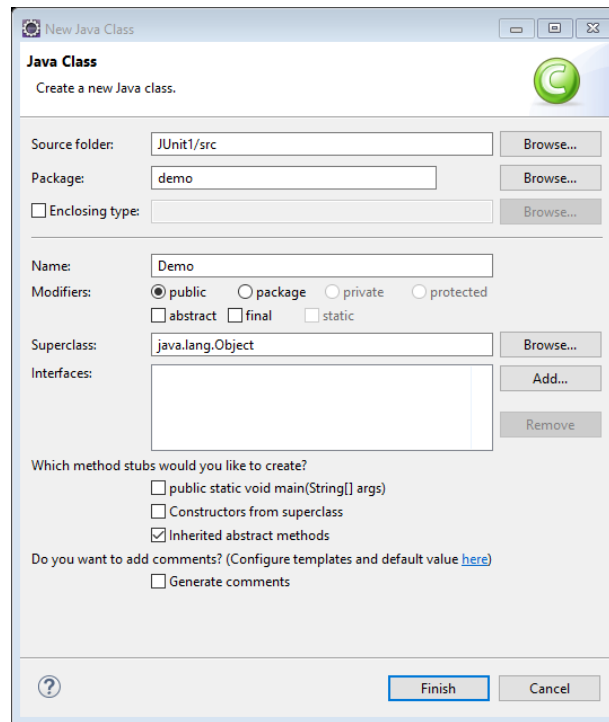 New Java Class
Java Class
Create a new Java class.
C
Source folder: JUnit1/src Browse...
Package: demo Browse...
Enclosing type: Browse...
Name: Demo
Modifiers: public package private protected
abstract final static
Superclass: java.lang.Object Browse...
Interfaces: Add...
Remove
Which method stubs would you like to create?
public static void main(String[] args)
Constructors from superclass
Inherited abstract methods
Do you want to add comments? (Configure templates and default value here)
Generate comments
? Finish Cancel